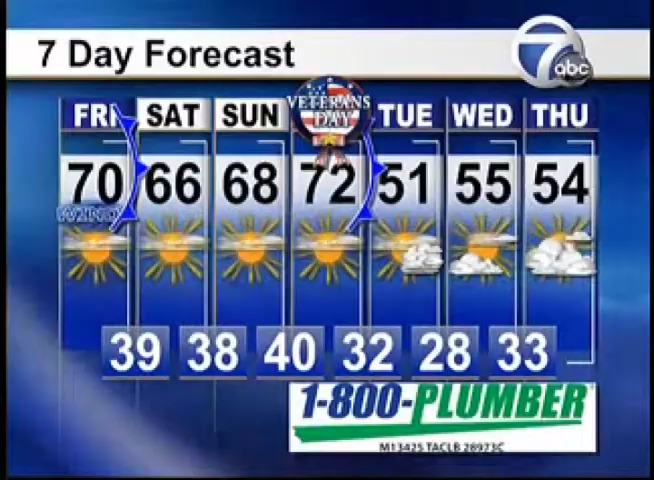 7 Day Forecast
7 abc
FRI SAT SUN VETERANS DAY TUE WED THU
70 66 68 72 51 55 54
WIND
39 38 40 32 28 33
1-800-PLUMBER
M13425 TACLB 28973C